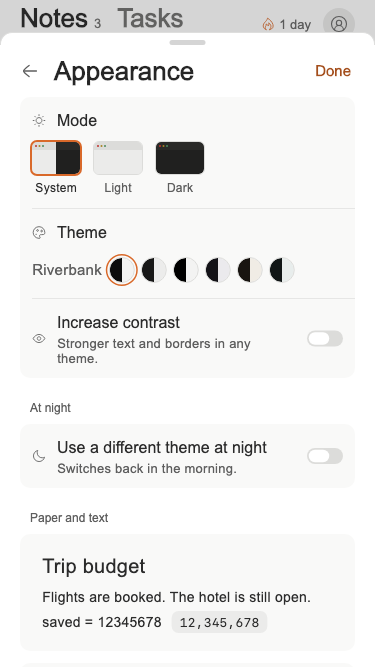 Notes 3 Tasks
1 day
Appearance
Done
Mode
System
Light
Dark
Theme
Riverbank
Increase contrast
Stronger text and borders in any
theme.
At night
Use a different theme at night
Switches back in the morning.
Paper and text
Trip budget
Flights are booked. The hotel is still open.
saved = 12345678 12,345,678